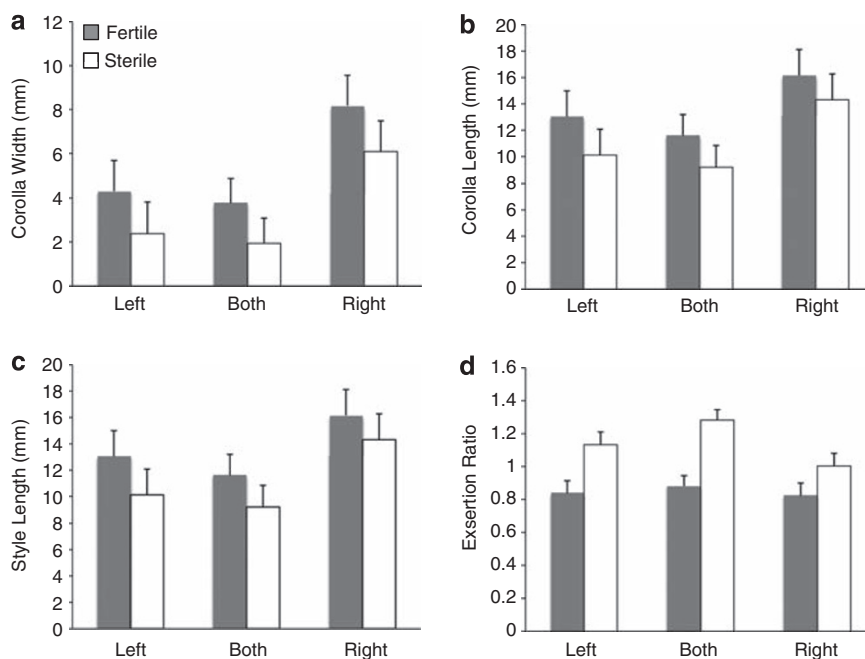 a
12
10
8
6
4
2
0
Corolla Width (mm)
Fertile
Sterile
Left Both Right
b
20
18
16
14
12
10
8
6
4
2
0
Corolla Length (mm)
Left Both Right
c
20
18
16
14
12
10
8
6
4
2
0
Style Length (mm)
Left Both Right
d
1.6
1.4
1.2
1
0.8
0.6
0.4
0.2
0
Exsertion Ratio
Left Both Right